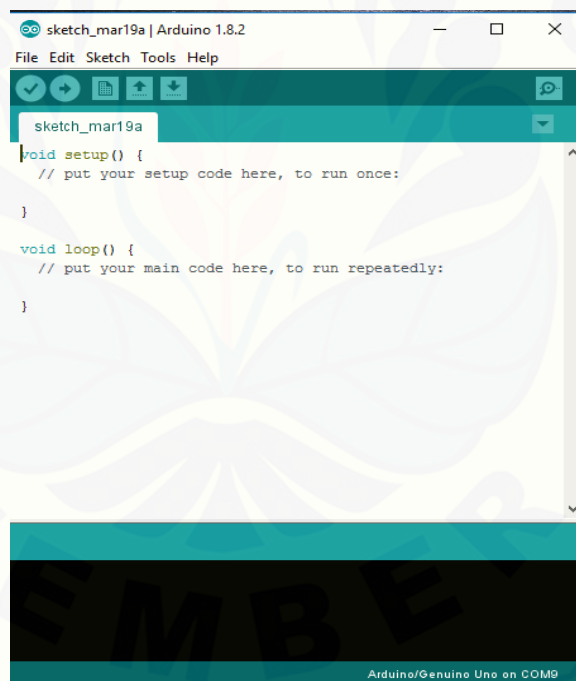 sketch_mar19a | Arduino 1.8.2
File Edit Sketch Tools Help
sketch_mar19a
void setup() {
  // put your setup code here, to run once:
}
void loop() {
  // put your main code here, to run repeatedly:
}
EMBER
Arduino/Genuino Uno on COM9